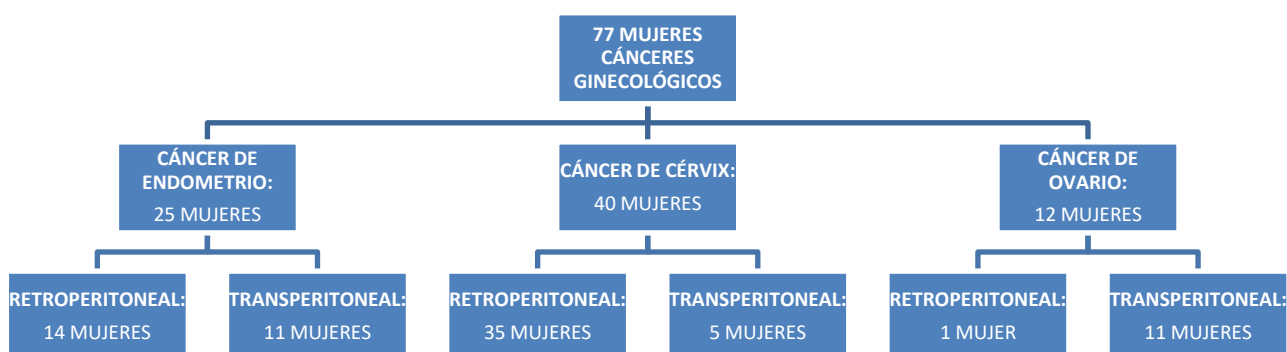 77 MUJERES
CÁNCERES
GINECOLÓGICOS
CÁNCER DE
ENDOMETRIO:
25 MUJERES
CÁNCER DE CÉRVIX:
40 MUJERES
CÁNCER DE
OVARIO:
12 MUJERES
RETROPERITONEAL:
14 MUJERES
TRANSPERITONEAL:
11 MUJERES
RETROPERITONEAL:
35 MUJERES
TRANSPERITONEAL:
5 MUJERES
RETROPERITONEAL:
1 MUJER
TRANSPERITONEAL:
11 MUJERES